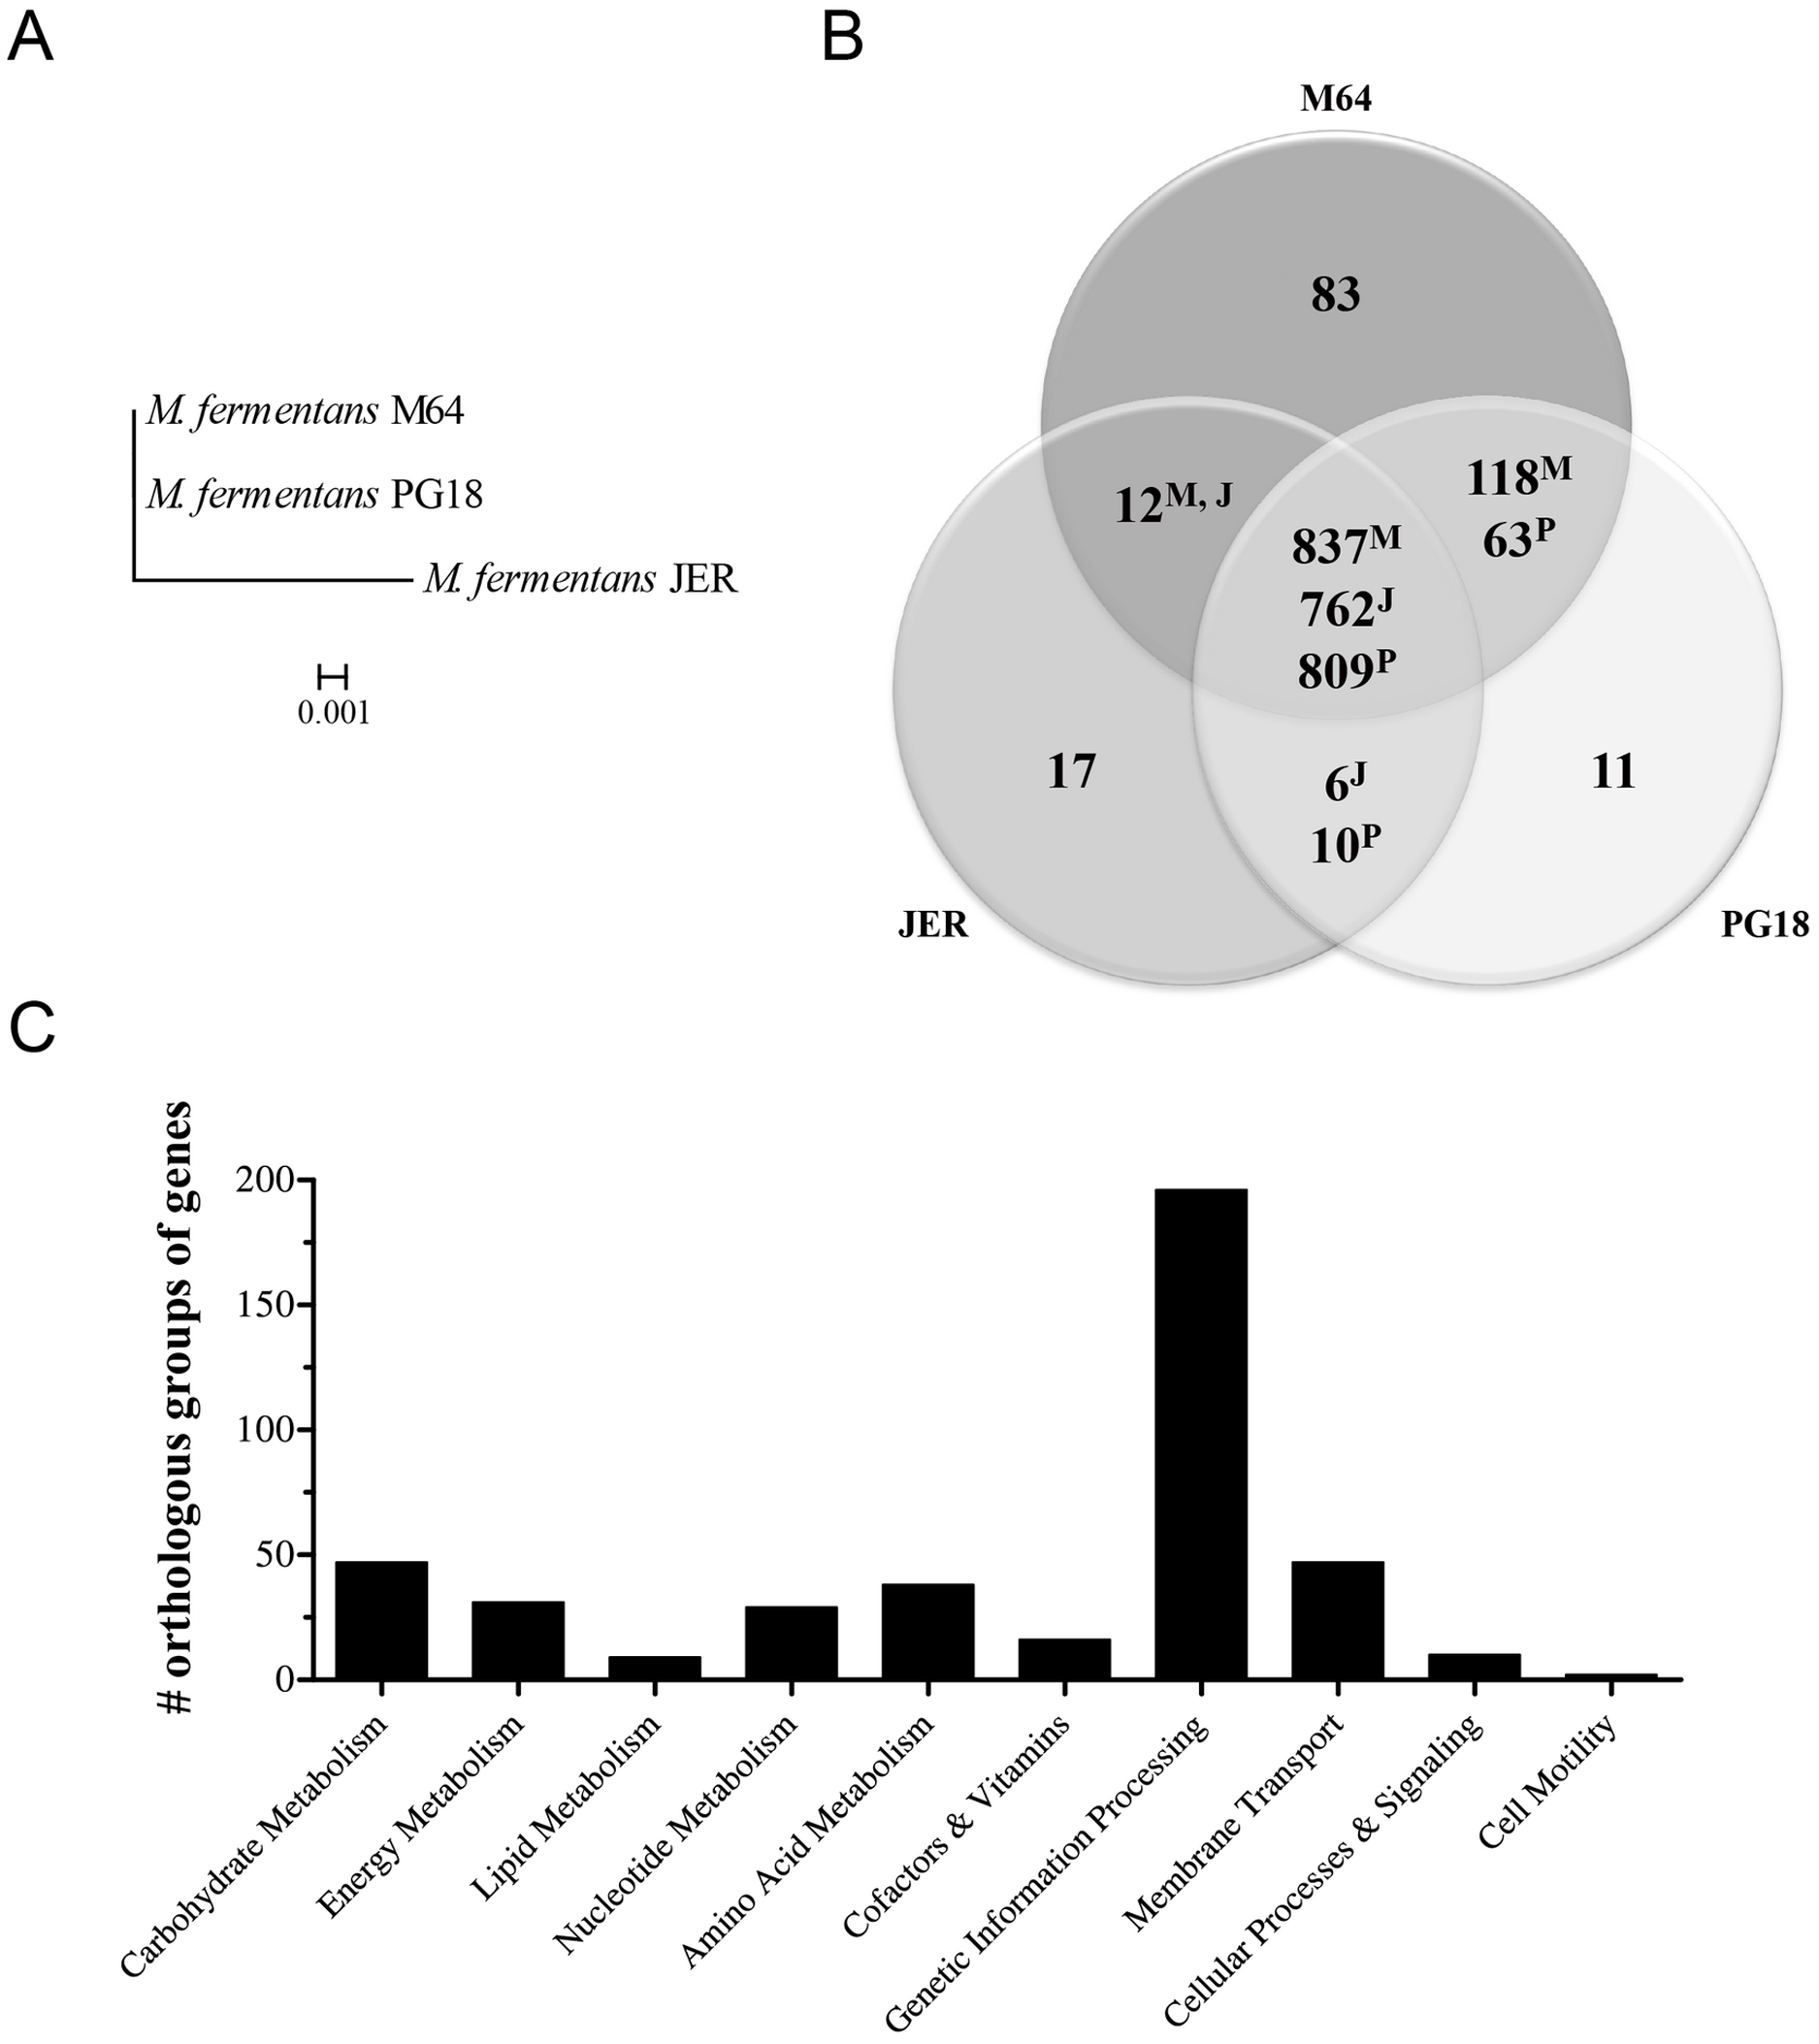 A
B
M64
83
M. fermentans M64
M. fermentans PG18
M. fermentans JER
0.001
12M, J
118M
63P
837M
762J
809P
17
6J
10P
11
JER
PG18
C
# orthologous groups of genes
200
150
100
50
0
Carbohydrate Metabolism
Energy Metabolism
Lipid Metabolism
Nucleotide Metabolism
Amino Acid Metabolism
Cofactors & Vitamins
Genetic Information Processing
Membrane Transport
Cellular Processes & Signaling
Cell Motility